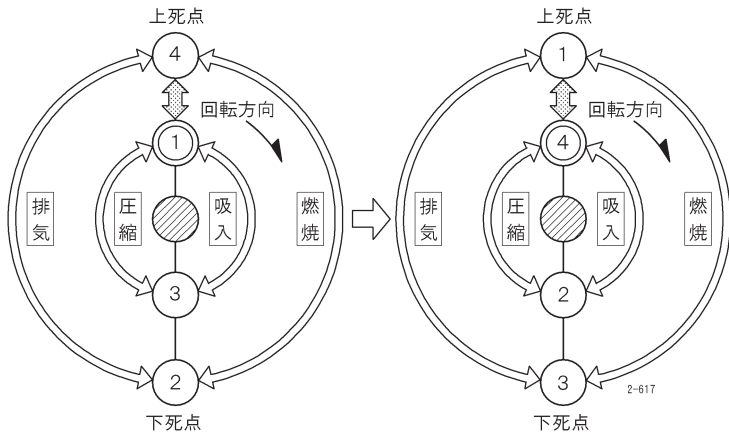 上死点
4
回転方向
1
排気
圧縮
吸入
燃焼
3
2
下死点
上死点
1
回転方向
4
排気
圧縮
吸入
燃焼
2
3
2-617
下死点